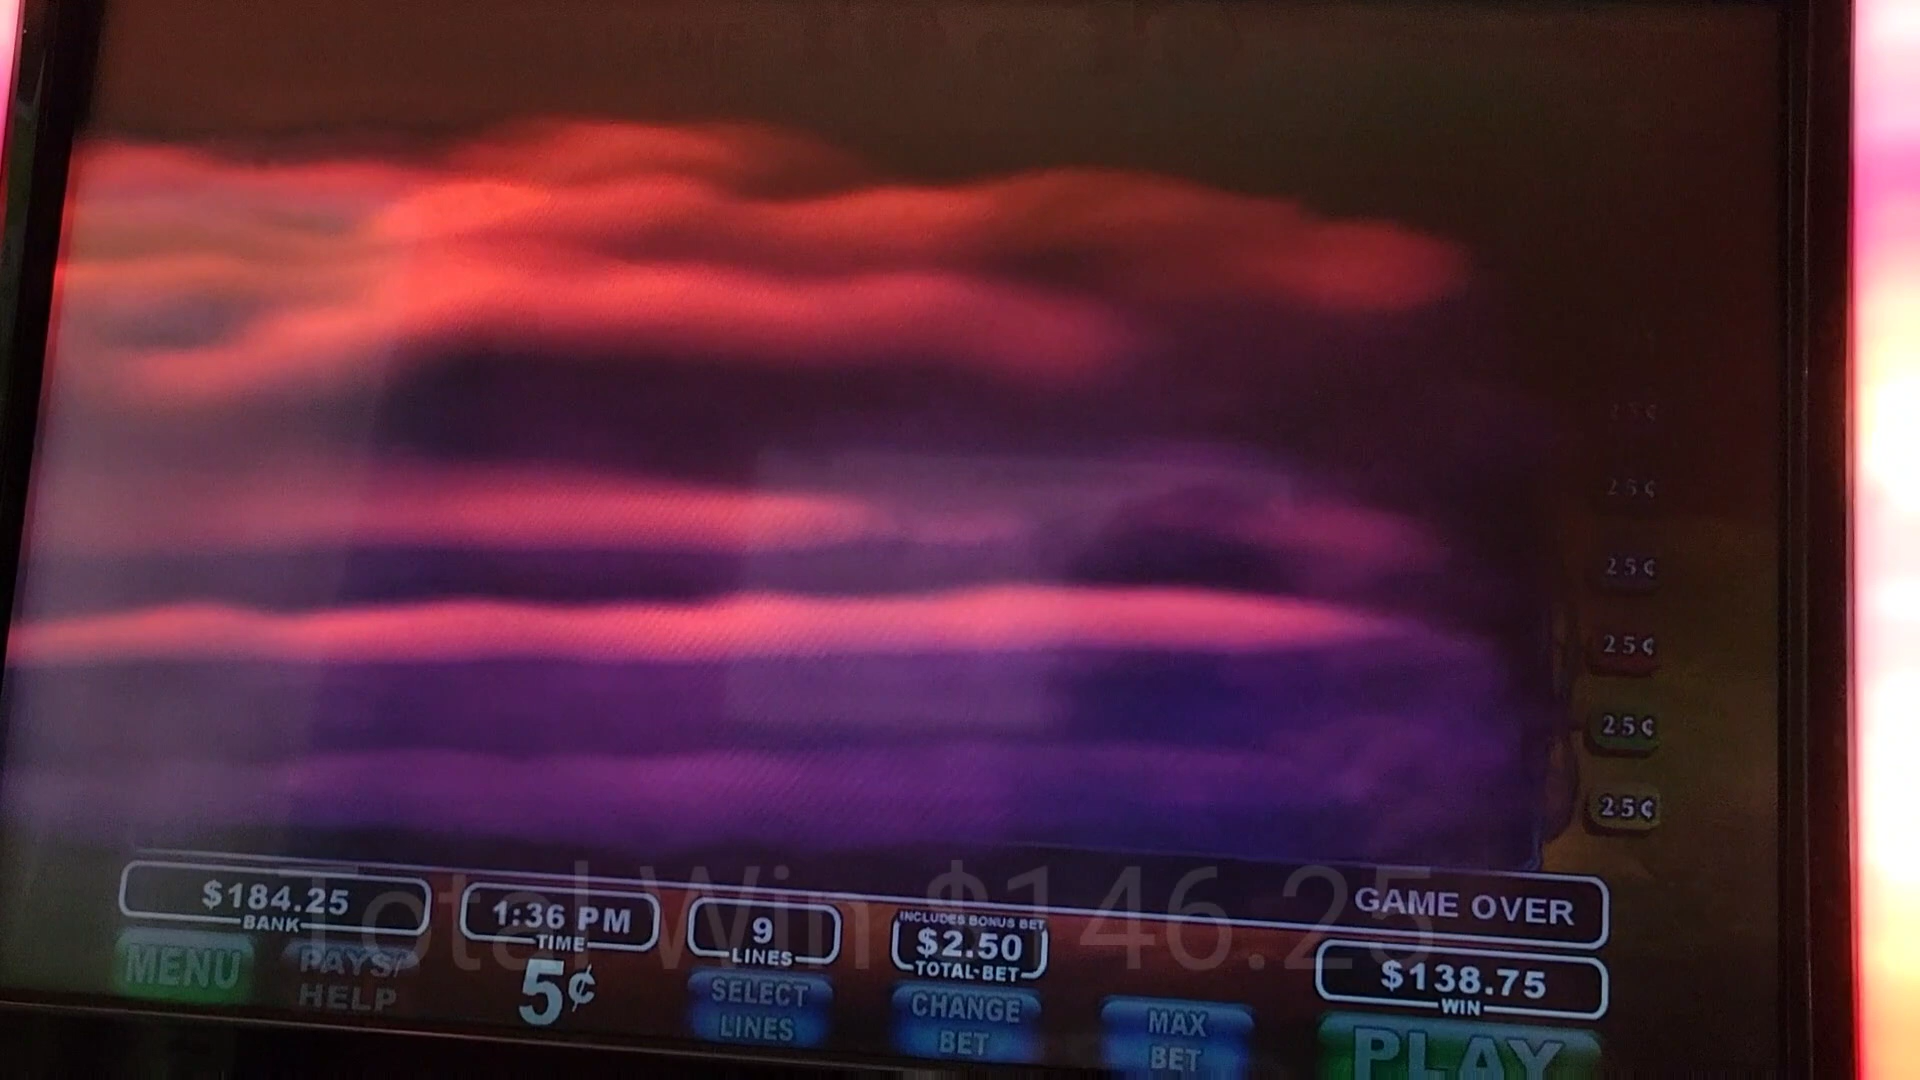 25¢
25¢
25¢
25¢
25¢
25¢
Total Win $146.25
GAME OVER
$184.25
BANK
1:36 PM
TIME
9
LINES
INCLUDES BONUS BET
$2.50
TOTAL BET
$138.75
WIN
MENU
PAYS/
HELP
5¢
SELECT
LINES
CHANGE
BET
MAX
BET
PLAY